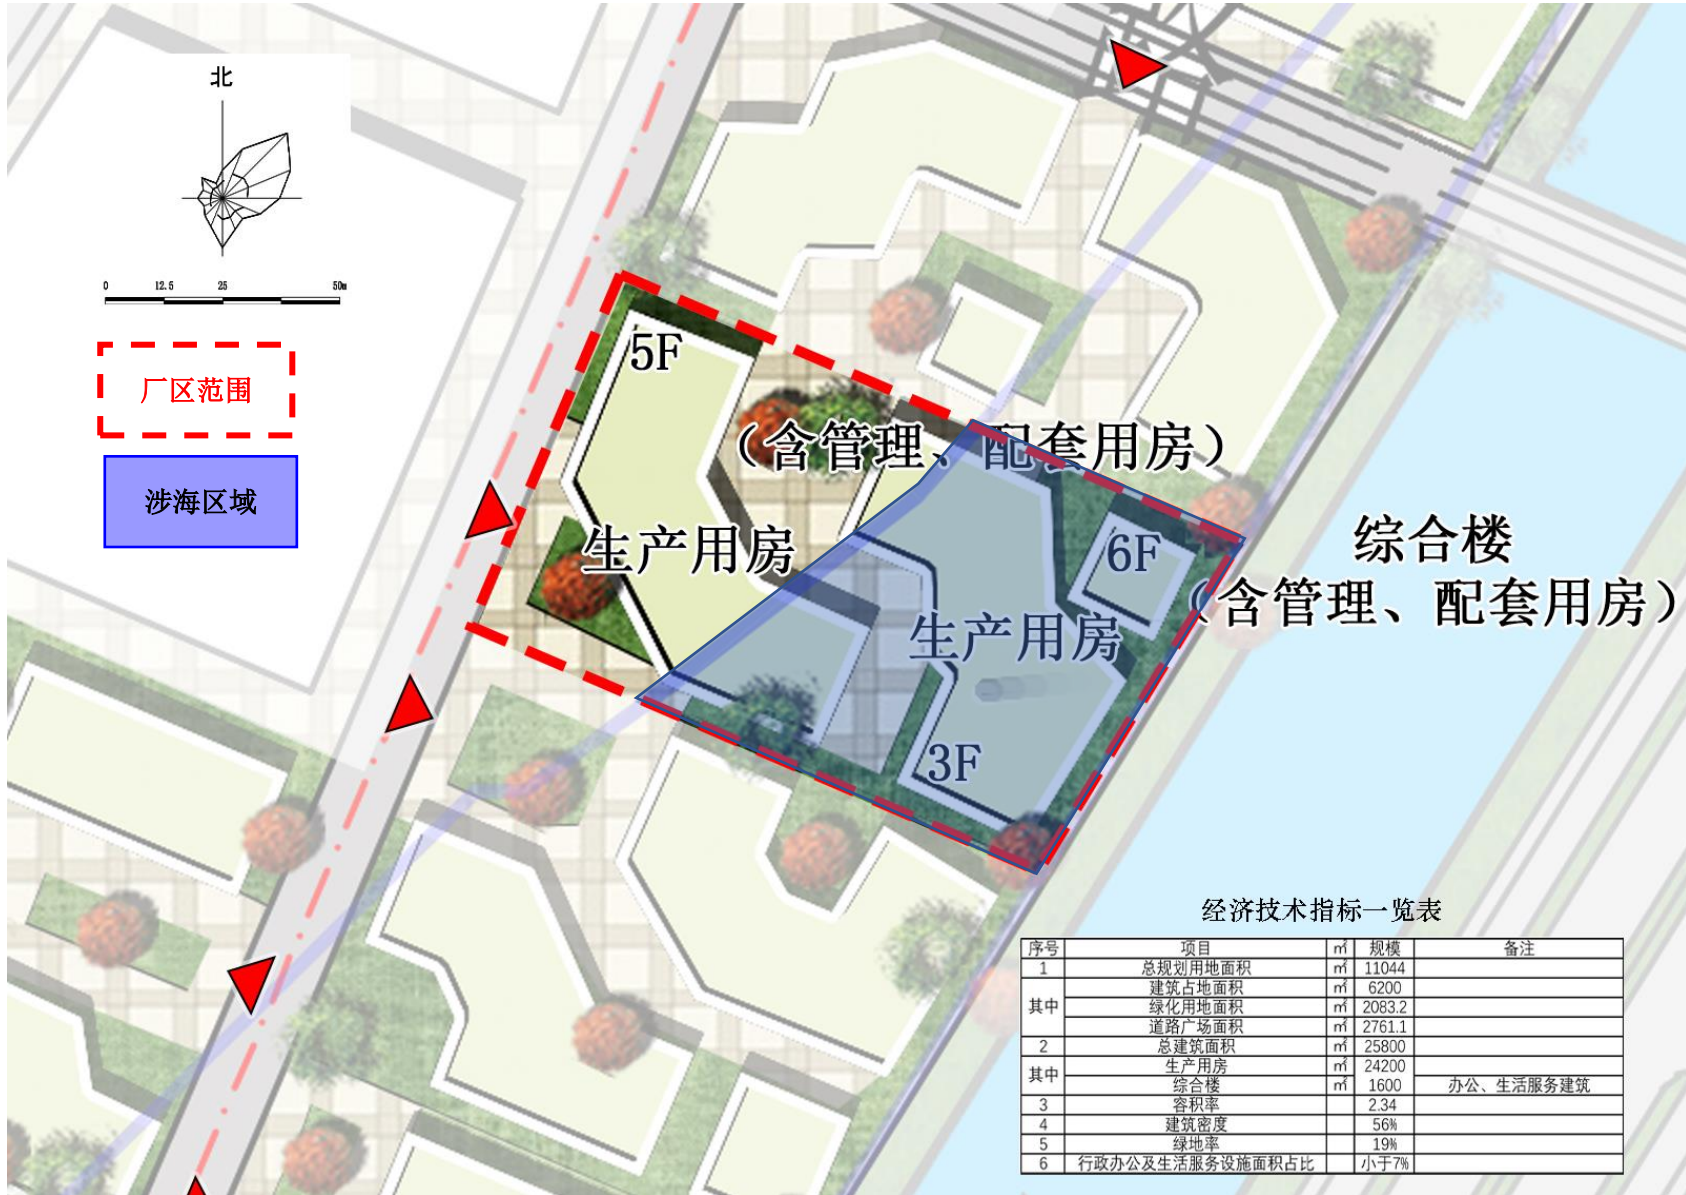 北
0 12.5 25 50m
厂区范围
涉海区域
5F
（含管理、配套用房）
生产用房
6F
综合楼
（含管理、配套用房）
生产用房
3F
经济技术指标一览表
序号 项目 ㎡ 规模 备注
1 总规划用地面积 ㎡ 11044
其中 建筑占地面积 ㎡ 6200
绿化用地面积 ㎡ 2083.2
道路广场面积 ㎡ 2761.1
2 总建筑面积 ㎡ 25800
其中 生产用房 ㎡ 24200
综合楼 ㎡ 1600 办公、生活服务建筑
3 容积率 2.34
4 建筑密度 56%
5 绿地率 19%
6 行政办公及生活服务设施面积占比 小于7%